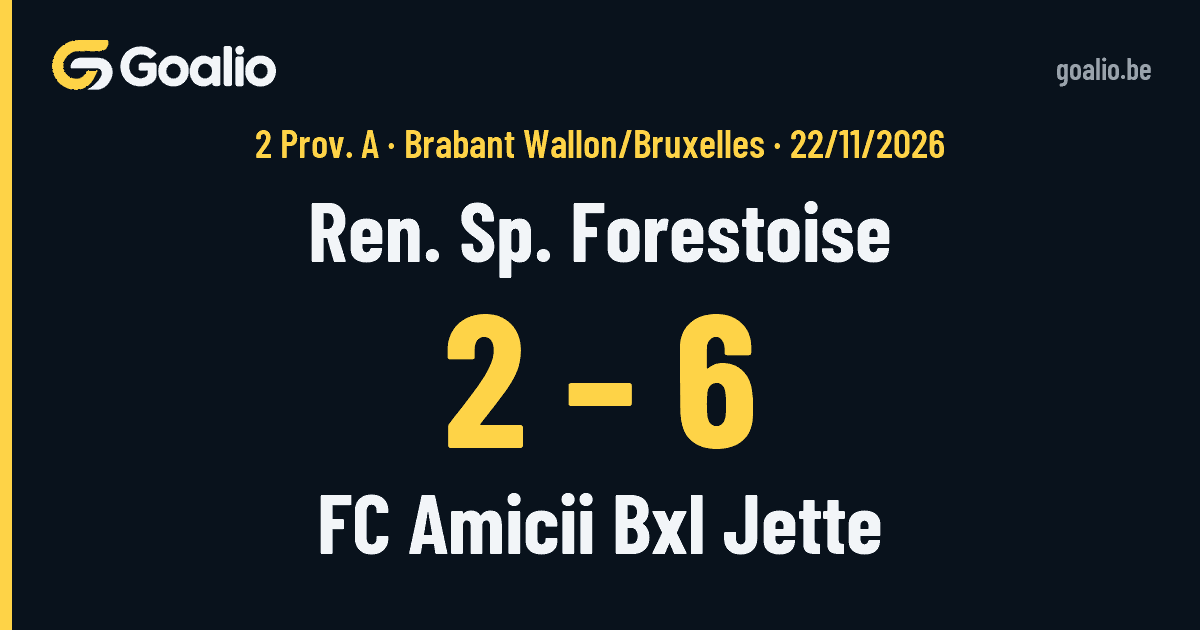 Goalio
goalio.be
2 Prov. A · Brabant Wallon/Bruxelles · 22/11/2026
Ren. Sp. Forestoise
2 – 6
FC Amicii Bxl Jette